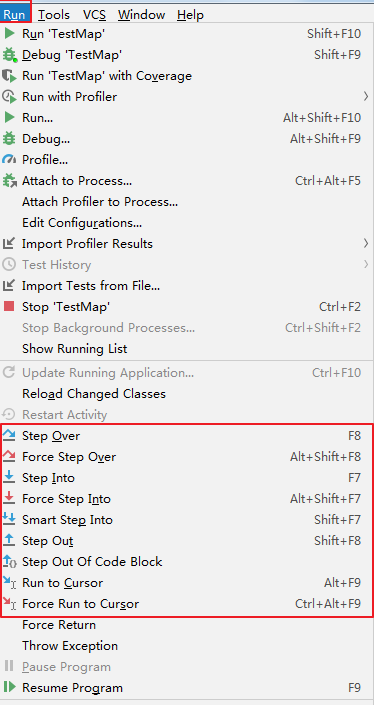 Run Tools VCS Window Help
Run 'TestMap' Shift+F10
Debug 'TestMap' Shift+F9
Run 'TestMap' with Coverage
Run with Profiler
Run... Alt+Shift+F10
Debug... Alt+Shift+F9
Profile...
Attach to Process... Ctrl+Alt+F5
Attach Profiler to Process...
Edit Configurations...
Import Profiler Results
Test History
Import Tests from File...
Stop 'TestMap' Ctrl+F2
Stop Background Processes... Ctrl+Shift+F2
Show Running List
Update Running Application... Ctrl+F10
Reload Changed Classes
Restart Activity
Step Over F8
Force Step Over Alt+Shift+F8
Step Into F7
Force Step Into Alt+Shift+F7
Smart Step Into Shift+F7
Step Out Shift+F8
Step Out Of Code Block
Run to Cursor Alt+F9
Force Run to Cursor Ctrl+Alt+F9
Force Return
Throw Exception
Pause Program
Resume Program F9